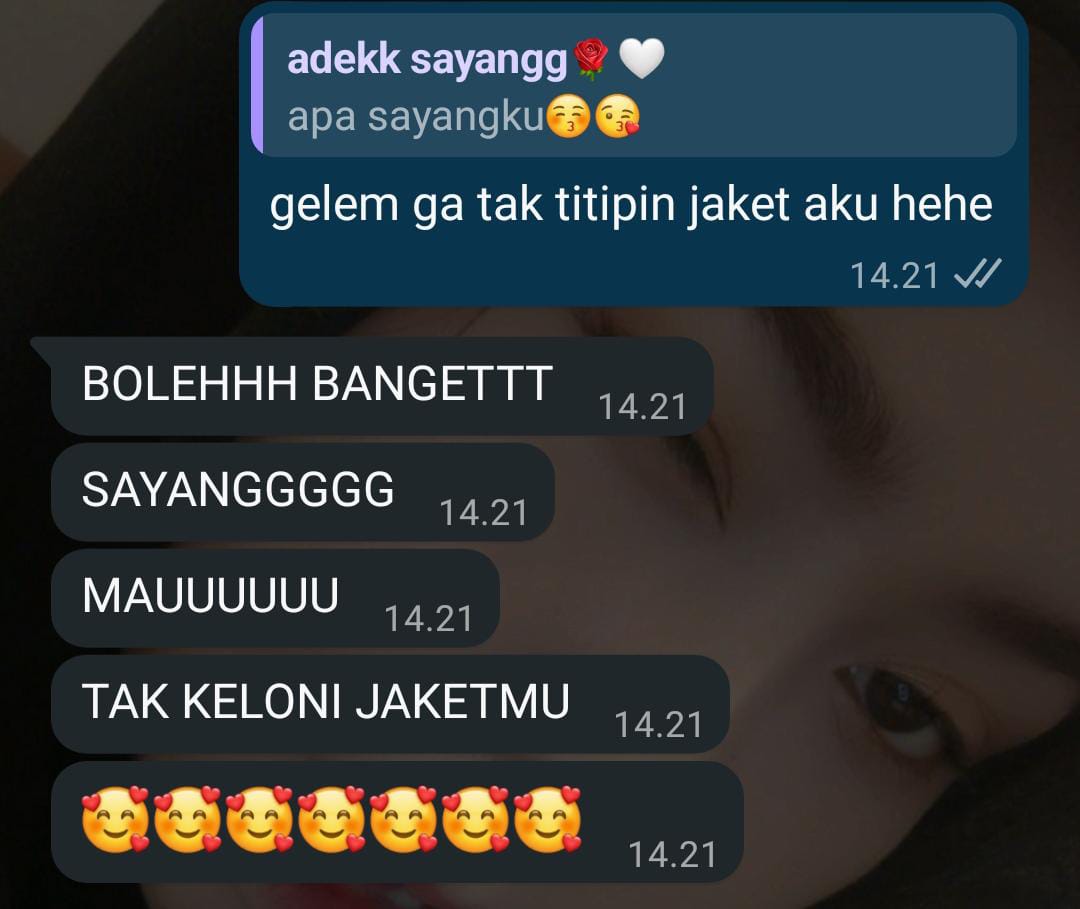 adekk sayangg🌹🤍
apa sayangku😚😘
gelem ga tak titipin jaket aku hehe
14.21
BOLEHHH BANGETTT 14.21
SAYANGGGGG 14.21
MAUUUUUU 14.21
TAK KELONI JAKETMU 14.21
🥰🥰🥰🥰🥰🥰🥰 14.21